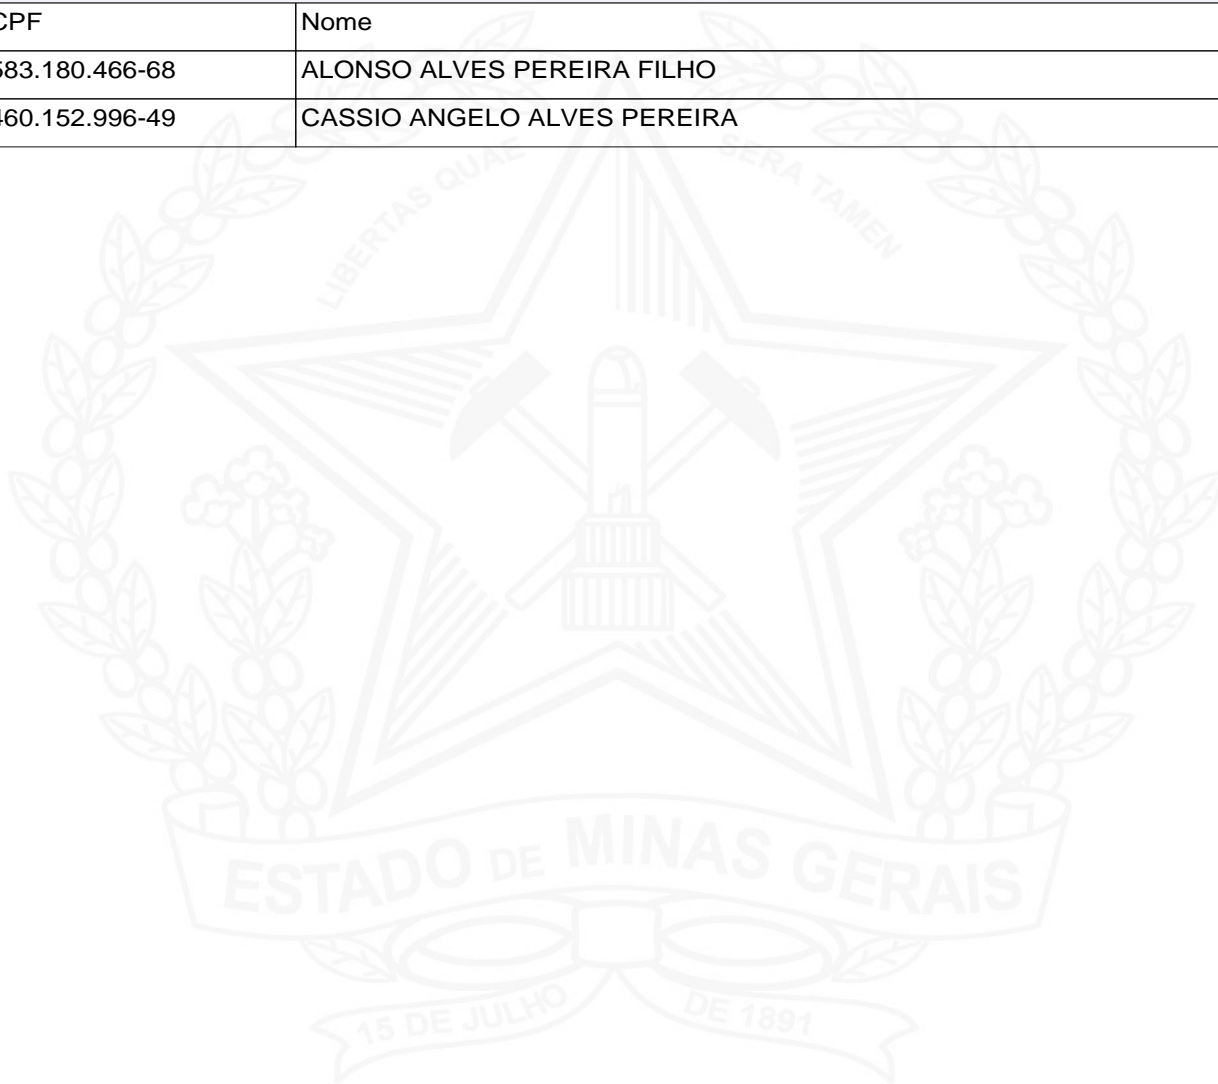 CPF Nome
583.180.466-68 ALONSO ALVES PEREIRA FILHO
460.152.996-49 CASSIO ANGELO ALVES PEREIRA
LIBERTAS QUAE SERA TAMEN
ESTADO DE MINAS GERAIS
15 DE JULHO DE 1891